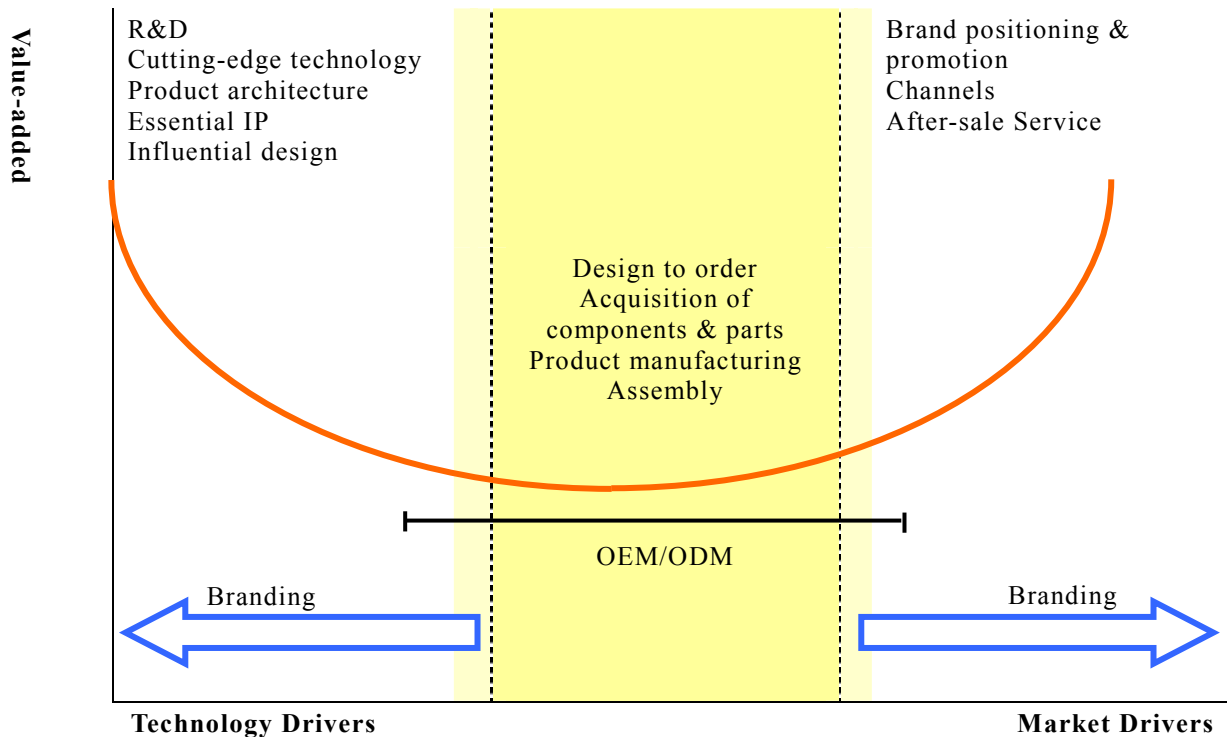 Value-added
R&D
Cutting-edge technology
Product architecture
Essential IP
Influential design
Brand positioning &
promotion
Channels
After-sale Service
Design to order
Acquisition of
components & parts
Product manufacturing
Assembly
OEM/ODM
Branding
Branding
Technology Drivers
Market Drivers